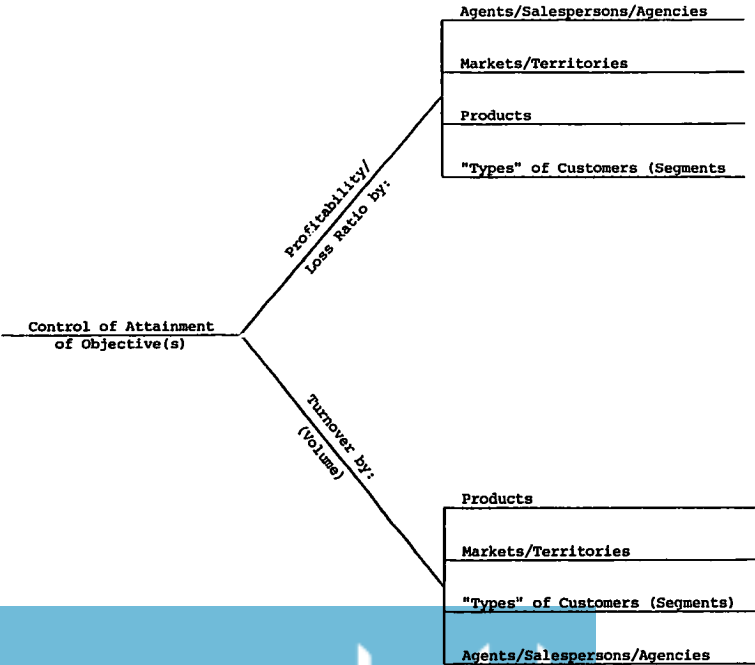 Agents/Salespersons/Agencies
Markets/Territories
Products
"Types" of Customers (Segments
Profitability/
Loss Ratio by:
Control of Attainment
of Objective(s)
Turnover by:
(Volume)
Products
Markets/Territories
"Types" of Customers (Segments)
Agents/Salespersons/Agencies